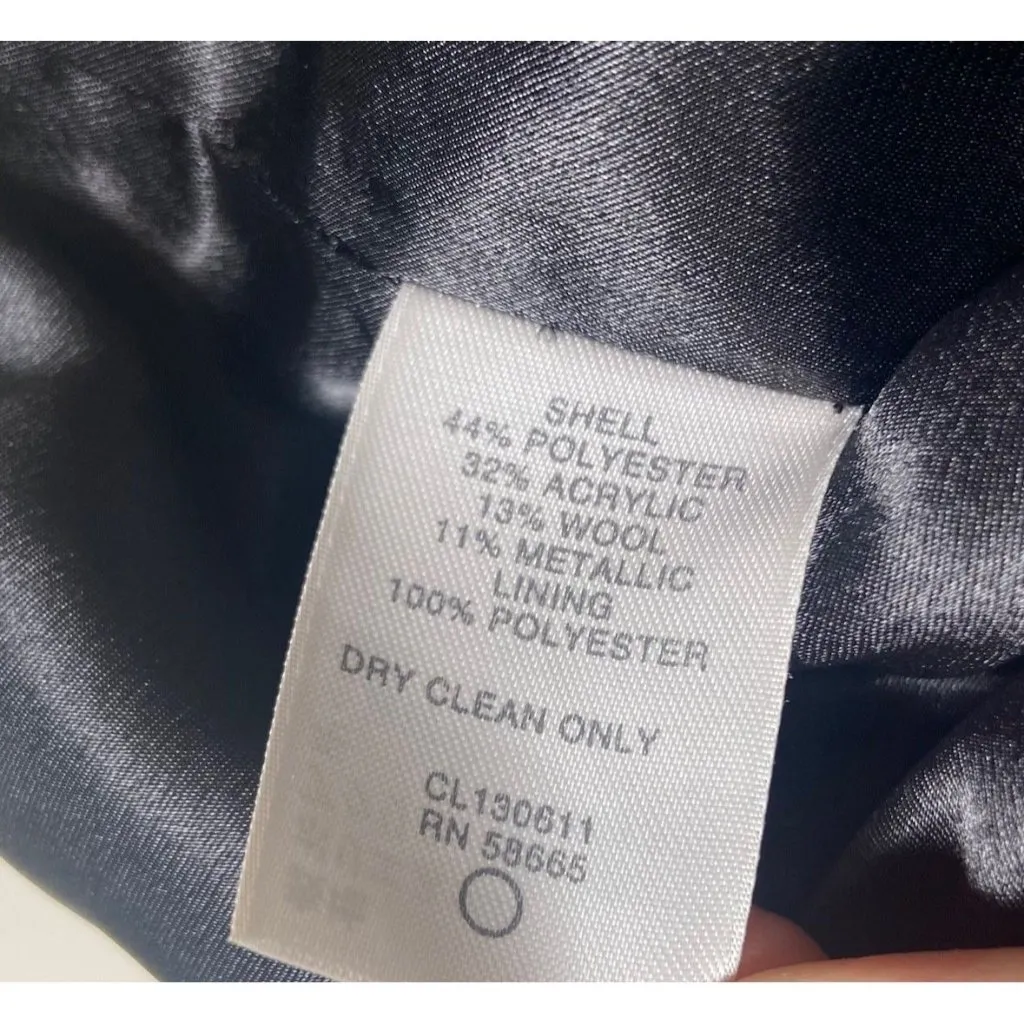 SHELL
44% POLYESTER
32% ACRYLIC
13% WOOL
11% METALLIC
LINING
100% POLYESTER
DRY CLEAN ONLY
CL130611
RN 58665